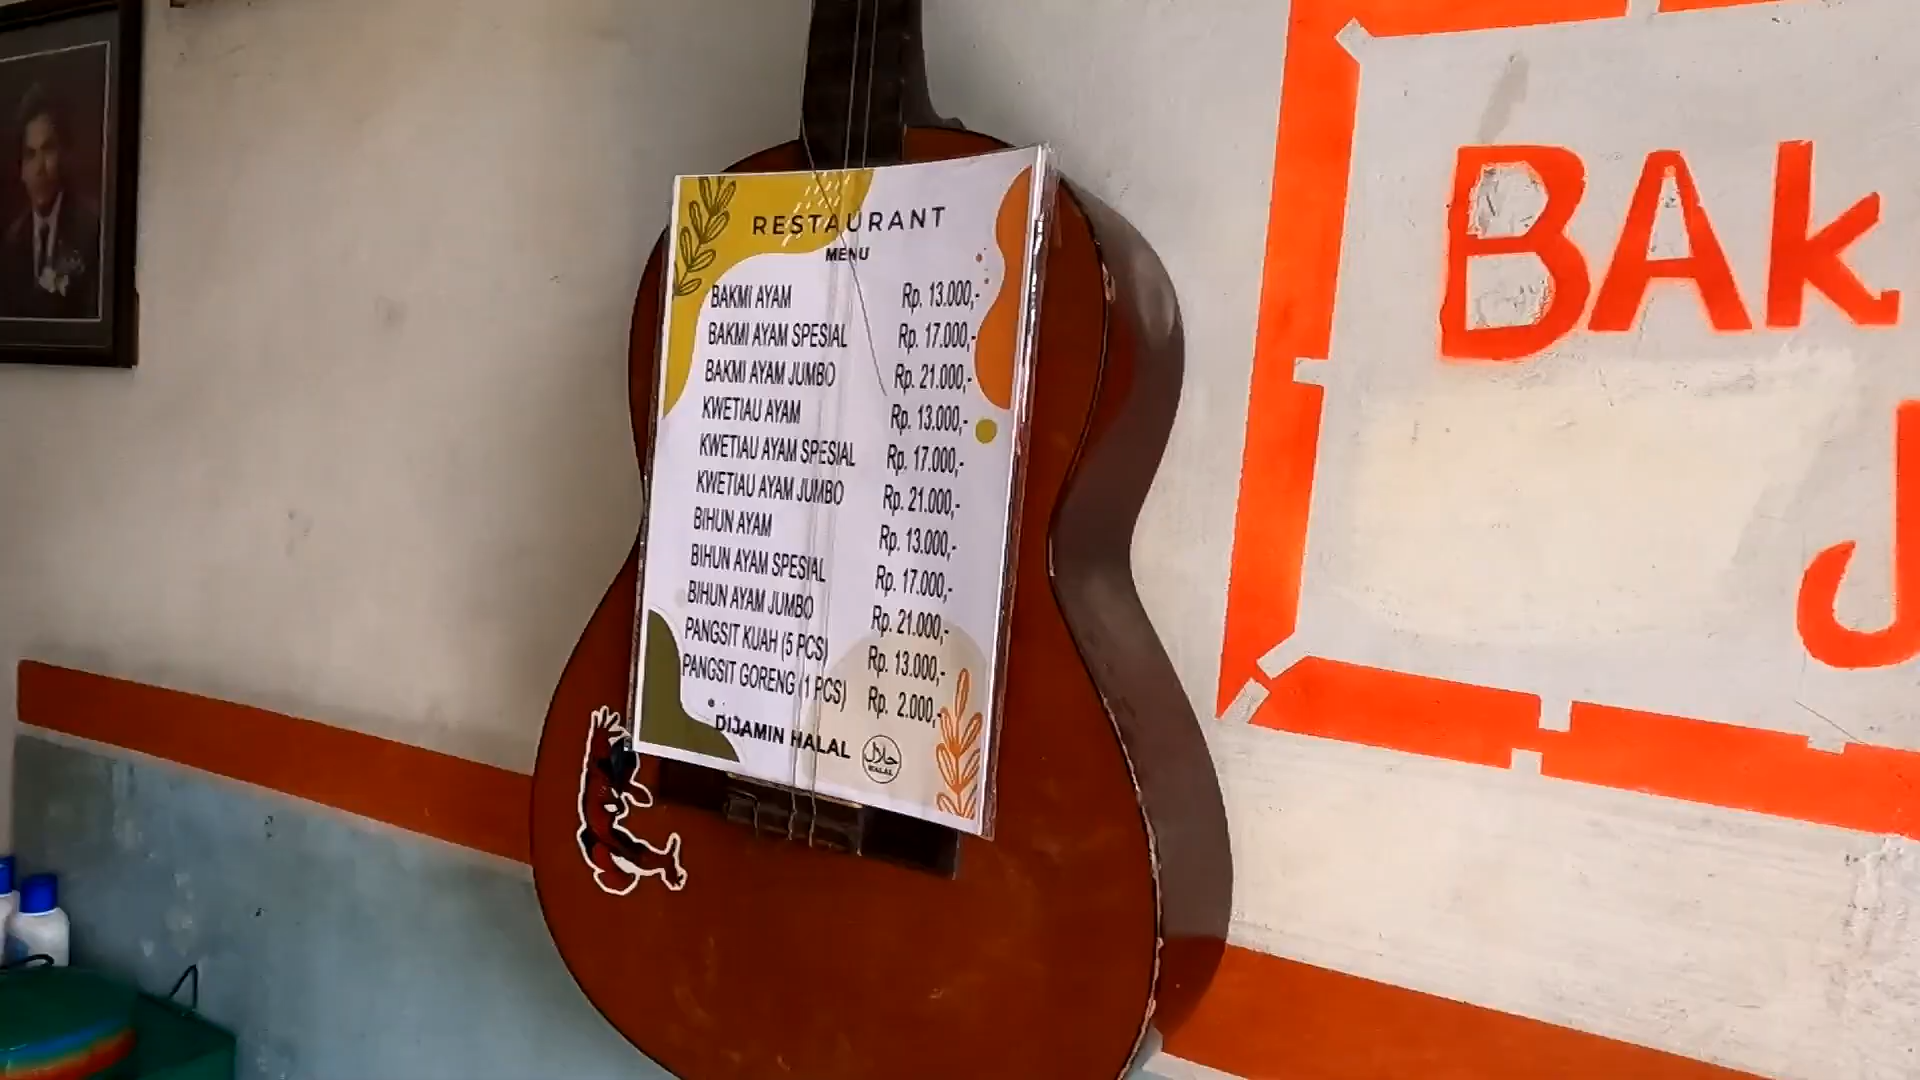 RESTAURANT
MENU
BAKMI AYAM Rp. 13.000,-
BAKMI AYAM SPESIAL Rp. 17.000,-
BAKMI AYAM JUMBO Rp. 21.000,-
KWETIAU AYAM Rp. 13.000,-
KWETIAU AYAM SPESIAL Rp. 17.000,-
KWETIAU AYAM JUMBO Rp. 21.000,-
BIHUN AYAM Rp. 13.000,-
BIHUN AYAM SPESIAL Rp. 17.000,-
BIHUN AYAM JUMBO Rp. 21.000,-
PANGSIT KUAH (5 PCS) Rp. 13.000,-
PANGSIT GORENG (1 PCS) Rp. 2.000,-
DIJAMIN HALAL
حلال
HALAL
BAK
J